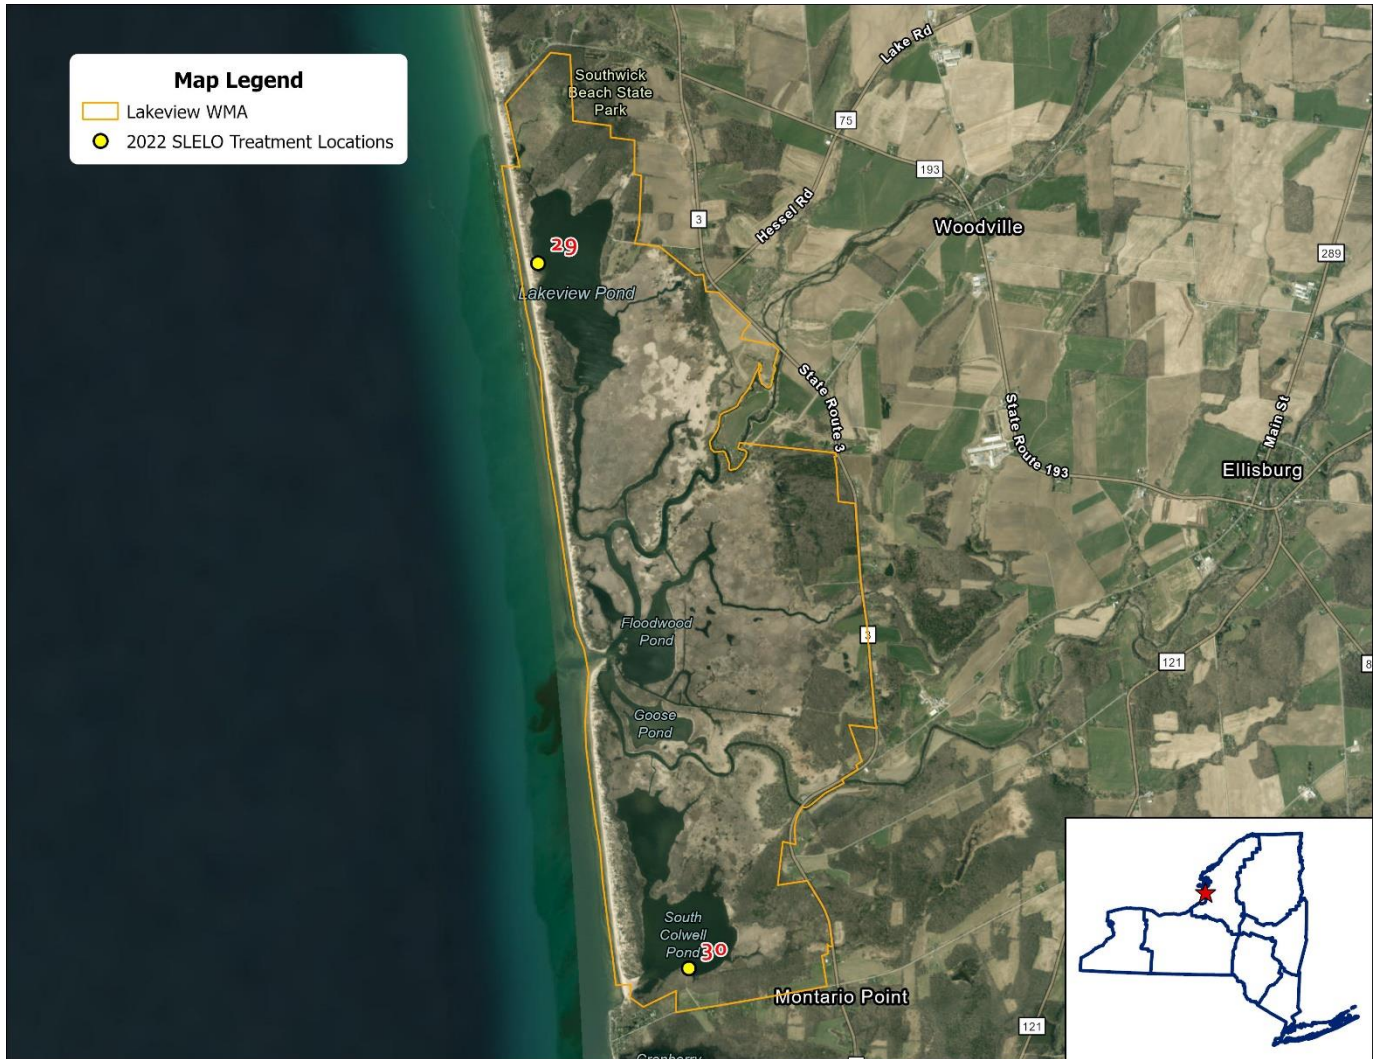 Map Legend
Lakeview WMA
2022 SLELO Treatment Locations
Southwick
Beach State
Park
Lake Rd
75
193
3
Hessel Rd
Woodville
289
29
Lakeview Pond
State Route 3
State Route 193
Main St
Ellisburg
Floodwood
Pond
3
121
8
Goose
Pond
South
Colwell
Pond
30
Montario Point
121
Cranberry